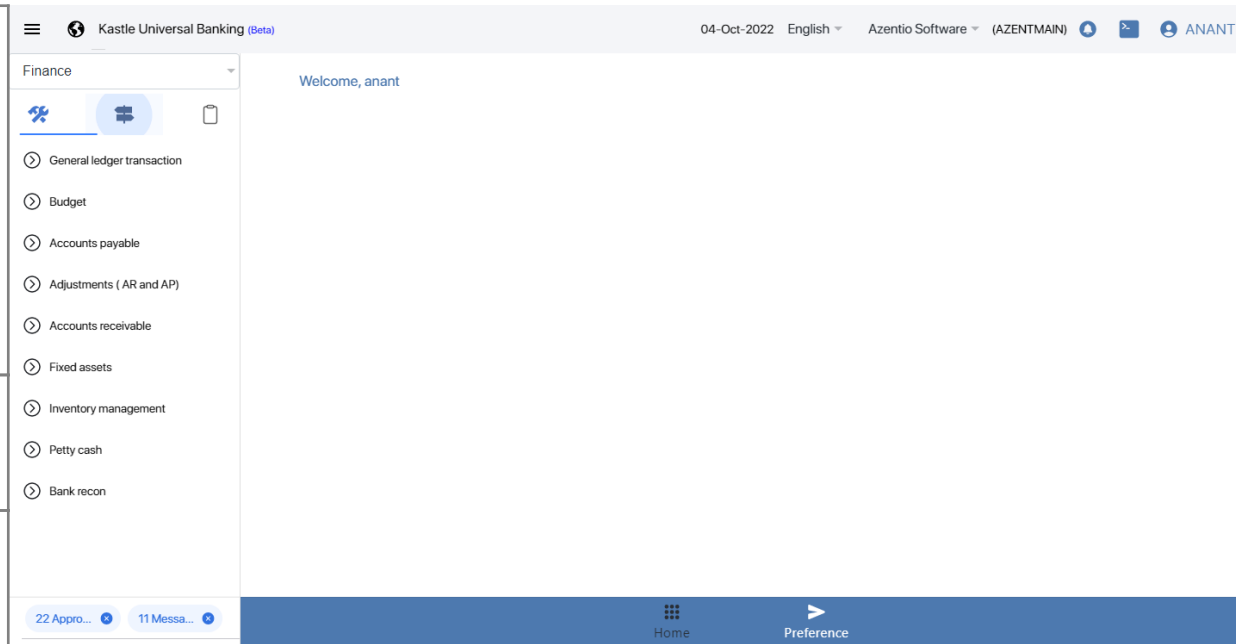 Kastle Universal Banking (Beta)
04-Oct-2022 English Azentio Software (AZENTMAIN) ANANT
Finance
Welcome, anant
General ledger transaction
Budget
Accounts payable
Adjustments ( AR and AP)
Accounts receivable
Fixed assets
Inventory management
Petty cash
Bank recon
22 Appro... 11 Messa...
Home Preference